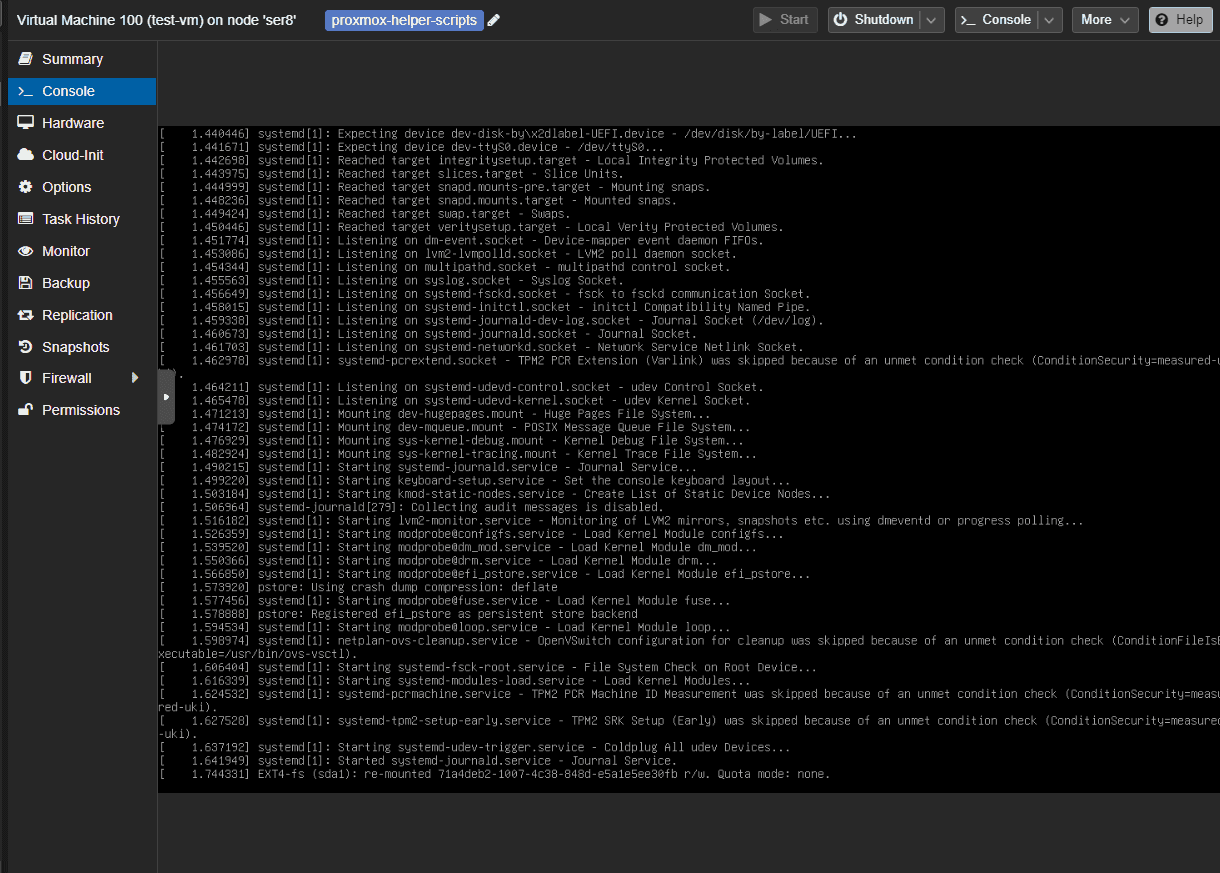 Virtual Machine 100 (test-vm) on node 'ser8'
proxmox-helper-scripts
Start
Shutdown
Console
More
Help
Summary
Console
Hardware
Cloud-Init
Options
Task History
Monitor
Backup
Replication
Snapshots
Firewall
Permissions
[    1.440446] systemd[1]: Expecting device dev-disk-by\x2dlabel-UEFI.device - /dev/disk/by-label/UEFI...
[    1.441671] systemd[1]: Expecting device dev-ttyS0.device - /dev/ttyS0...
[    1.442698] systemd[1]: Reached target integritysetup.target - Local Integrity Protected Volumes.
[    1.443975] systemd[1]: Reached target slices.target - Slice Units.
[    1.444999] systemd[1]: Reached target snapd.mounts-pre.target - Mounting snaps.
[    1.448236] systemd[1]: Reached target snapd.mounts.target - Mounted snaps.
[    1.449424] systemd[1]: Reached target swap.target - Swaps.
[    1.450446] systemd[1]: Reached target veritysetup.target - Local Verity Protected Volumes.
[    1.451774] systemd[1]: Listening on dm-event.socket - Device-mapper event daemon FIFOs.
[    1.453086] systemd[1]: Listening on lvm2-lvmpolld.socket - LVM2 poll daemon socket.
[    1.454344] systemd[1]: Listening on multipathd.socket - multipathd control socket.
[    1.455563] systemd[1]: Listening on syslog.socket - Syslog Socket.
[    1.456649] systemd[1]: Listening on systemd-fsckd.socket - fsck to fsckd communication Socket.
[    1.458015] systemd[1]: Listening on systemd-initctl.socket - initctl Compatibility Named Pipe.
[    1.459338] systemd[1]: Listening on systemd-journald-dev-log.socket - Journal Socket (/dev/log).
[    1.460673] systemd[1]: Listening on systemd-journald.socket - Journal Socket.
[    1.461703] systemd[1]: Listening on systemd-networkd.socket - Network Service Netlink Socket.
[    1.462978] systemd[1]: systemd-pcrextend.socket - TPM2 PCR Extension (Varlink) was skipped because of an unmet condition check (ConditionSecurity=measured-u
).
[    1.464211] systemd[1]: Listening on systemd-udevd-control.socket - udev Control Socket.
[    1.465478] systemd[1]: Listening on systemd-udevd-kernel.socket - udev Kernel Socket.
[    1.471213] systemd[1]: Mounting dev-hugepages.mount - Huge Pages File System...
[    1.474172] systemd[1]: Mounting dev-mqueue.mount - POSIX Message Queue File System...
[    1.476929] systemd[1]: Mounting sys-kernel-debug.mount - Kernel Debug File System...
[    1.482924] systemd[1]: Mounting sys-kernel-tracing.mount - Kernel Trace File System...
[    1.490215] systemd[1]: Starting systemd-journald.service - Journal Service...
[    1.499220] systemd[1]: Starting keyboard-setup.service - Set the console keyboard layout...
[    1.503184] systemd[1]: Starting kmod-static-nodes.service - Create List of Static Device Nodes...
[    1.506964] systemd-journald[279]: Collecting audit messages is disabled.
[    1.516182] systemd[1]: Starting lvm2-monitor.service - Monitoring of LVM2 mirrors, snapshots etc. using dmeventd or progress polling...
[    1.526359] systemd[1]: Starting modprobe@configfs.service - Load Kernel Module configfs...
[    1.539520] systemd[1]: Starting modprobe@dm_mod.service - Load Kernel Module dm_mod...
[    1.550366] systemd[1]: Starting modprobe@drm.service - Load Kernel Module drm...
[    1.566850] systemd[1]: Starting modprobe@efi_pstore.service - Load Kernel Module efi_pstore...
[    1.573920] pstore: Using crash dump compression: deflate
[    1.577456] systemd[1]: Starting modprobe@fuse.service - Load Kernel Module fuse...
[    1.578888] pstore: Registered efi_pstore as persistent store backend
[    1.594534] systemd[1]: Starting modprobe@loop.service - Load Kernel Module loop...
[    1.598974] systemd[1]: netplan-ovs-cleanup.service - OpenVSwitch configuration for cleanup was skipped because of an unmet condition check (ConditionFileIsE
xecutable=/usr/bin/ovs-vsctl).
[    1.606404] systemd[1]: Starting systemd-fsck-root.service - File System Check on Root Device...
[    1.616339] systemd[1]: Starting systemd-modules-load.service - Load Kernel Modules...
[    1.624532] systemd[1]: systemd-pcrmachine.service - TPM2 PCR Machine ID Measurement was skipped because of an unmet condition check (ConditionSecurity=measu
red-uki).
[    1.627528] systemd[1]: systemd-tpm2-setup-early.service - TPM2 SRK Setup (Early) was skipped because of an unmet condition check (ConditionSecurity=measured
-uki).
[    1.637192] systemd[1]: Starting systemd-udev-trigger.service - Coldplug All udev Devices...
[    1.641949] systemd[1]: Started systemd-journald.service - Journal Service.
[    1.744331] EXT4-fs (sda1): re-mounted 71a4deb2-1007-4c38-848d-e5a1e5ee30fb r/w. Quota mode: none.